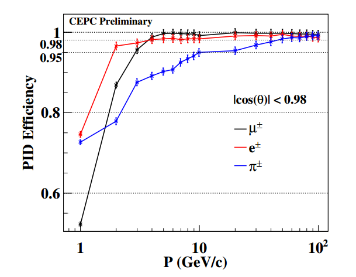 CEPC Preliminary
1
0.98
0.95
0.8
0.6
PID Efficiency
|cos(θ)| < 0.98
μ±
e±
π±
1
10
10²
P (GeV/c)